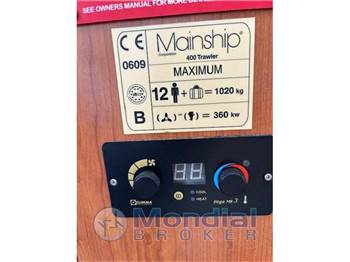 SEE OWNERS MANUAL FOR MORE DETAIL
CE
Mainship®
Corporation
400 Trawler
0609
MAXIMUM
12 + = 1020 kg
B = 360 kw
COOL
HEAT
Mondial
BROKER